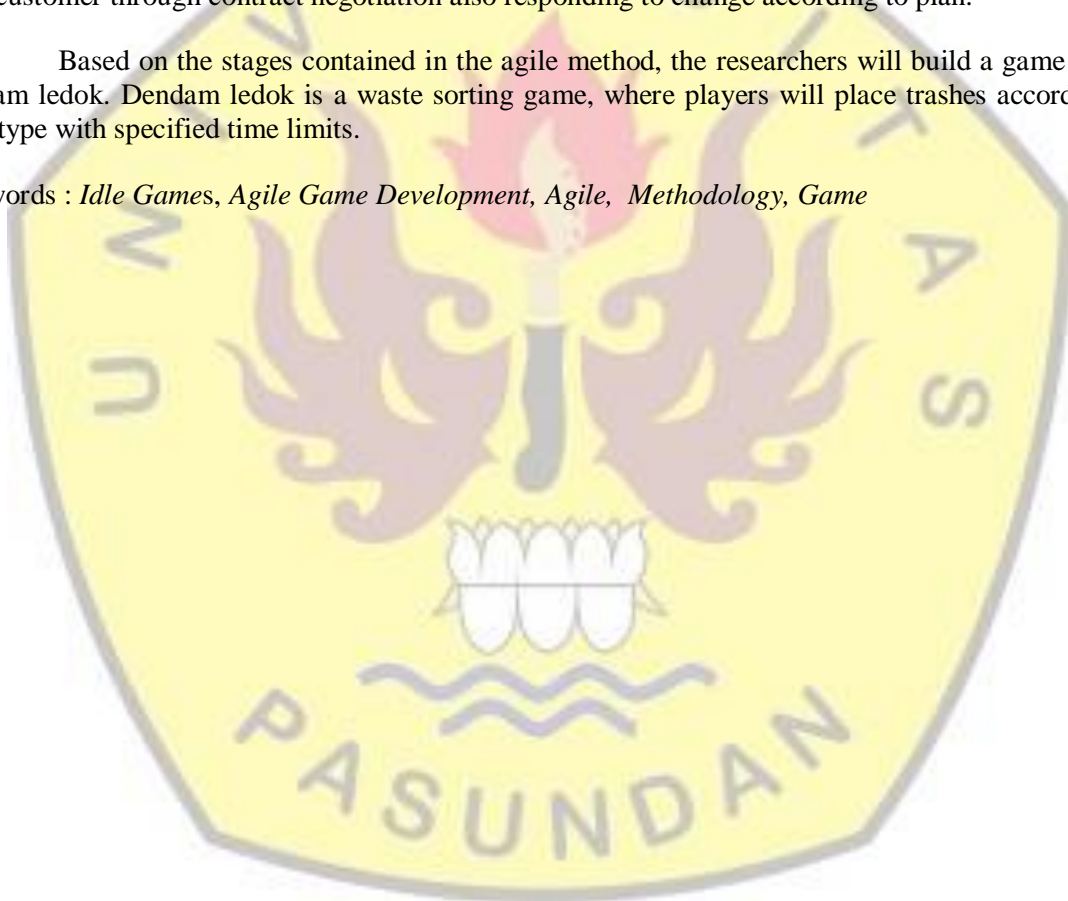 customer through contract negotiation also responding to change according to plan.
Based on the stages contained in the agile method, the researchers will build a game
am ledok. Dendam ledok is a waste sorting game, where players will place trashes accord
type with specified time limits.
words : Idle Games, Agile Game Development, Agile, Methodology, Game
UNIVERSITAS
PASUNDAN